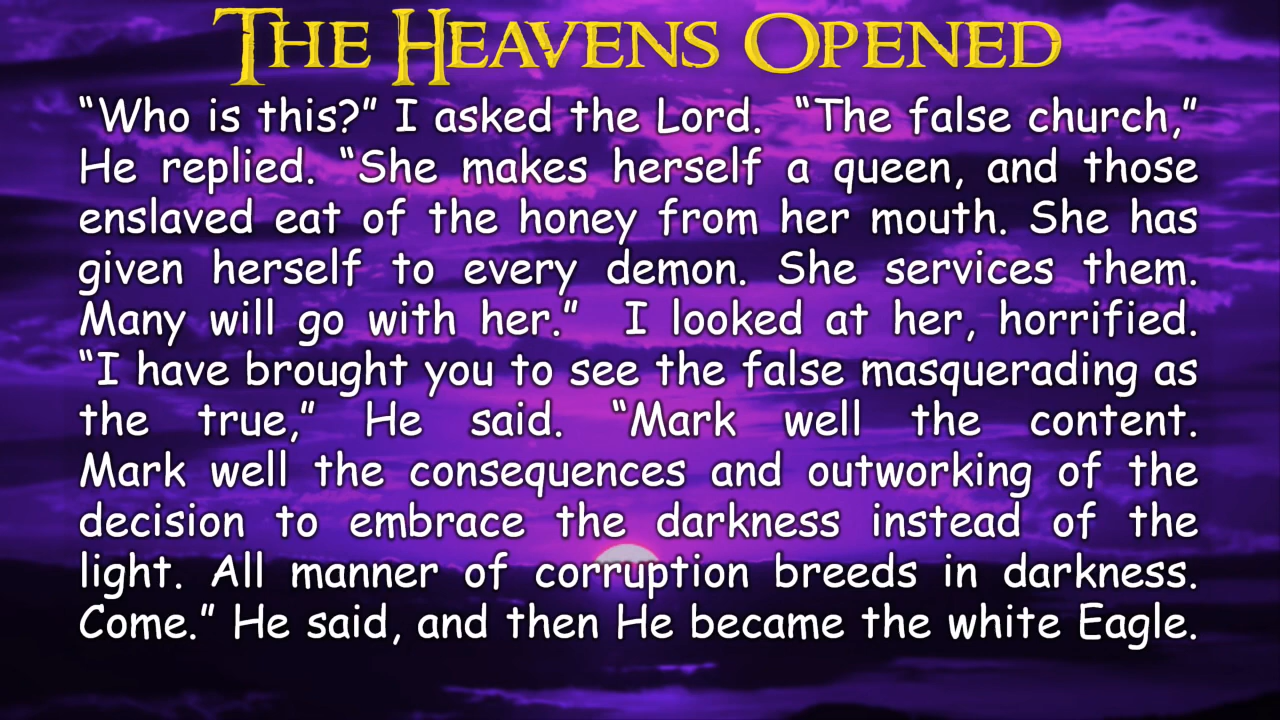 THE HEAVENS OPENED
“Who is this?” I asked the Lord. “The false church,”
He replied. “She makes herself a queen, and those
enslaved eat of the honey from her mouth. She has
given herself to every demon. She services them.
Many will go with her.” I looked at her, horrified.
“I have brought you to see the false masquerading as
the true,” He said. “Mark well the content.
Mark well the consequences and outworking of the
decision to embrace the darkness instead of the
light. All manner of corruption breeds in darkness.
Come.” He said, and then He became the white Eagle.